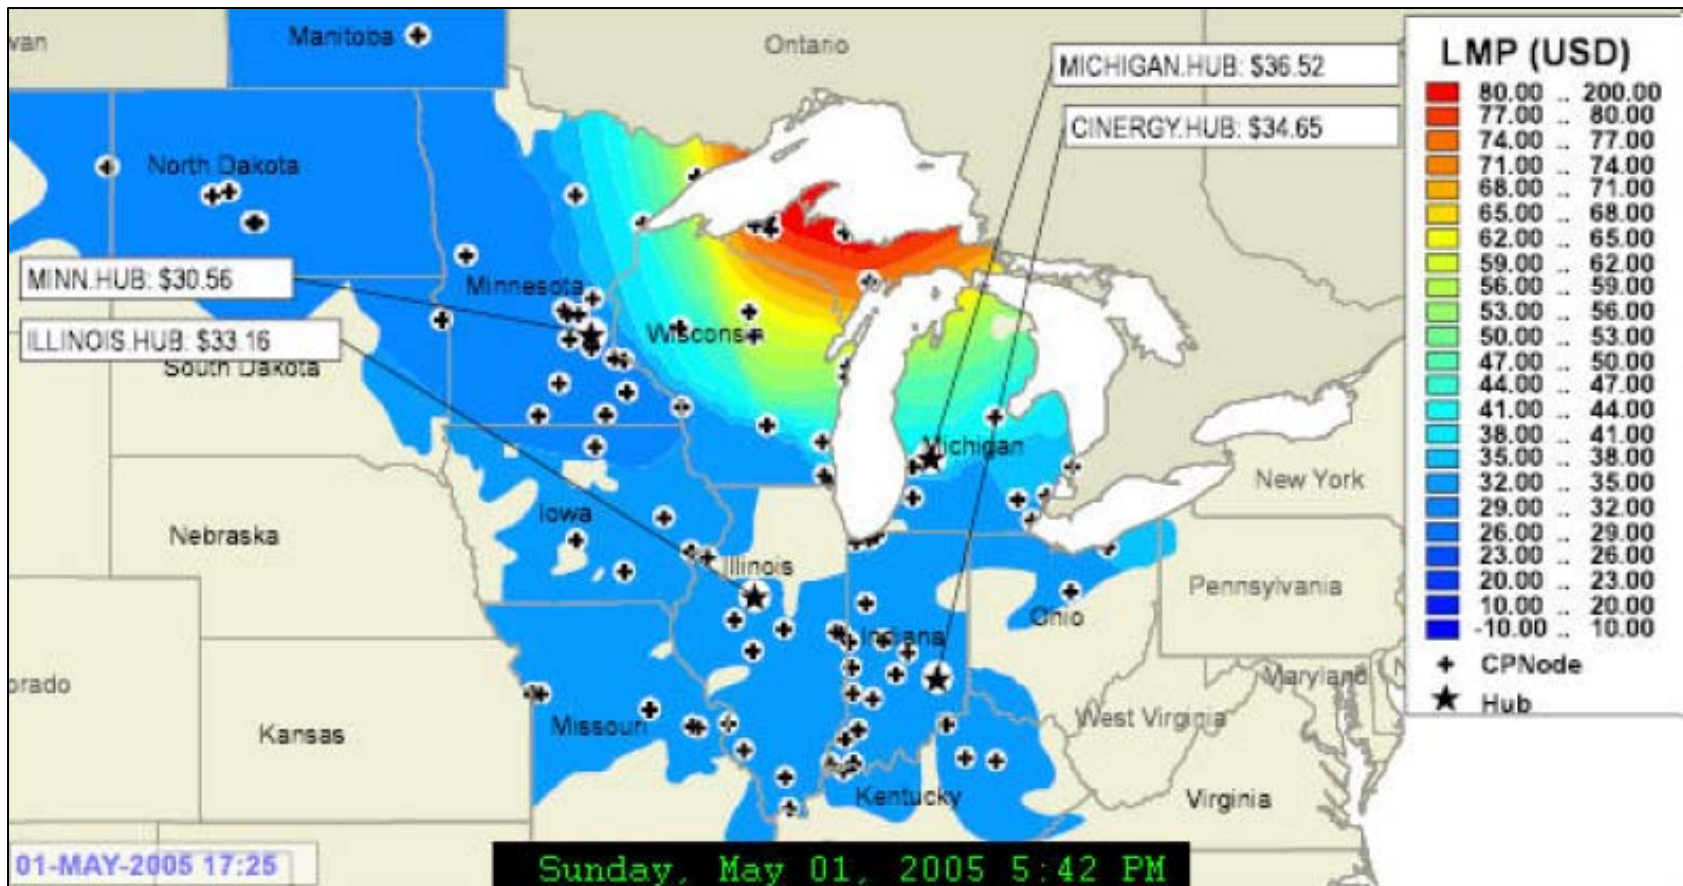 van
Manitoba
Ontario
MICHIGAN.HUB: $36.52
CINERGY.HUB: $34.65
North Dakota
MINN.HUB: $30.56
Minnesota
ILLINOIS.HUB: $33.16
Wisconsin
South Dakota
Michigan
New York
Iowa
Nebraska
Illinois
Pennsylvania
Ohio
Indiana
Maryland
N
orado
West Virginia
Missouri
Kansas
Kentucky
Virginia
01-MAY-2005 17:25
Sunday, May 01, 2005 5:42 PM
LMP (USD)
80.00 .. 200.00
77.00 .. 80.00
74.00 .. 77.00
71.00 .. 74.00
68.00 .. 71.00
65.00 .. 68.00
62.00 .. 65.00
59.00 .. 62.00
56.00 .. 59.00
53.00 .. 56.00
50.00 .. 53.00
47.00 .. 50.00
44.00 .. 47.00
41.00 .. 44.00
38.00 .. 41.00
35.00 .. 38.00
32.00 .. 35.00
29.00 .. 32.00
26.00 .. 29.00
23.00 .. 26.00
20.00 .. 23.00
10.00 .. 20.00
-10.00 .. 10.00
CPNode
Hub